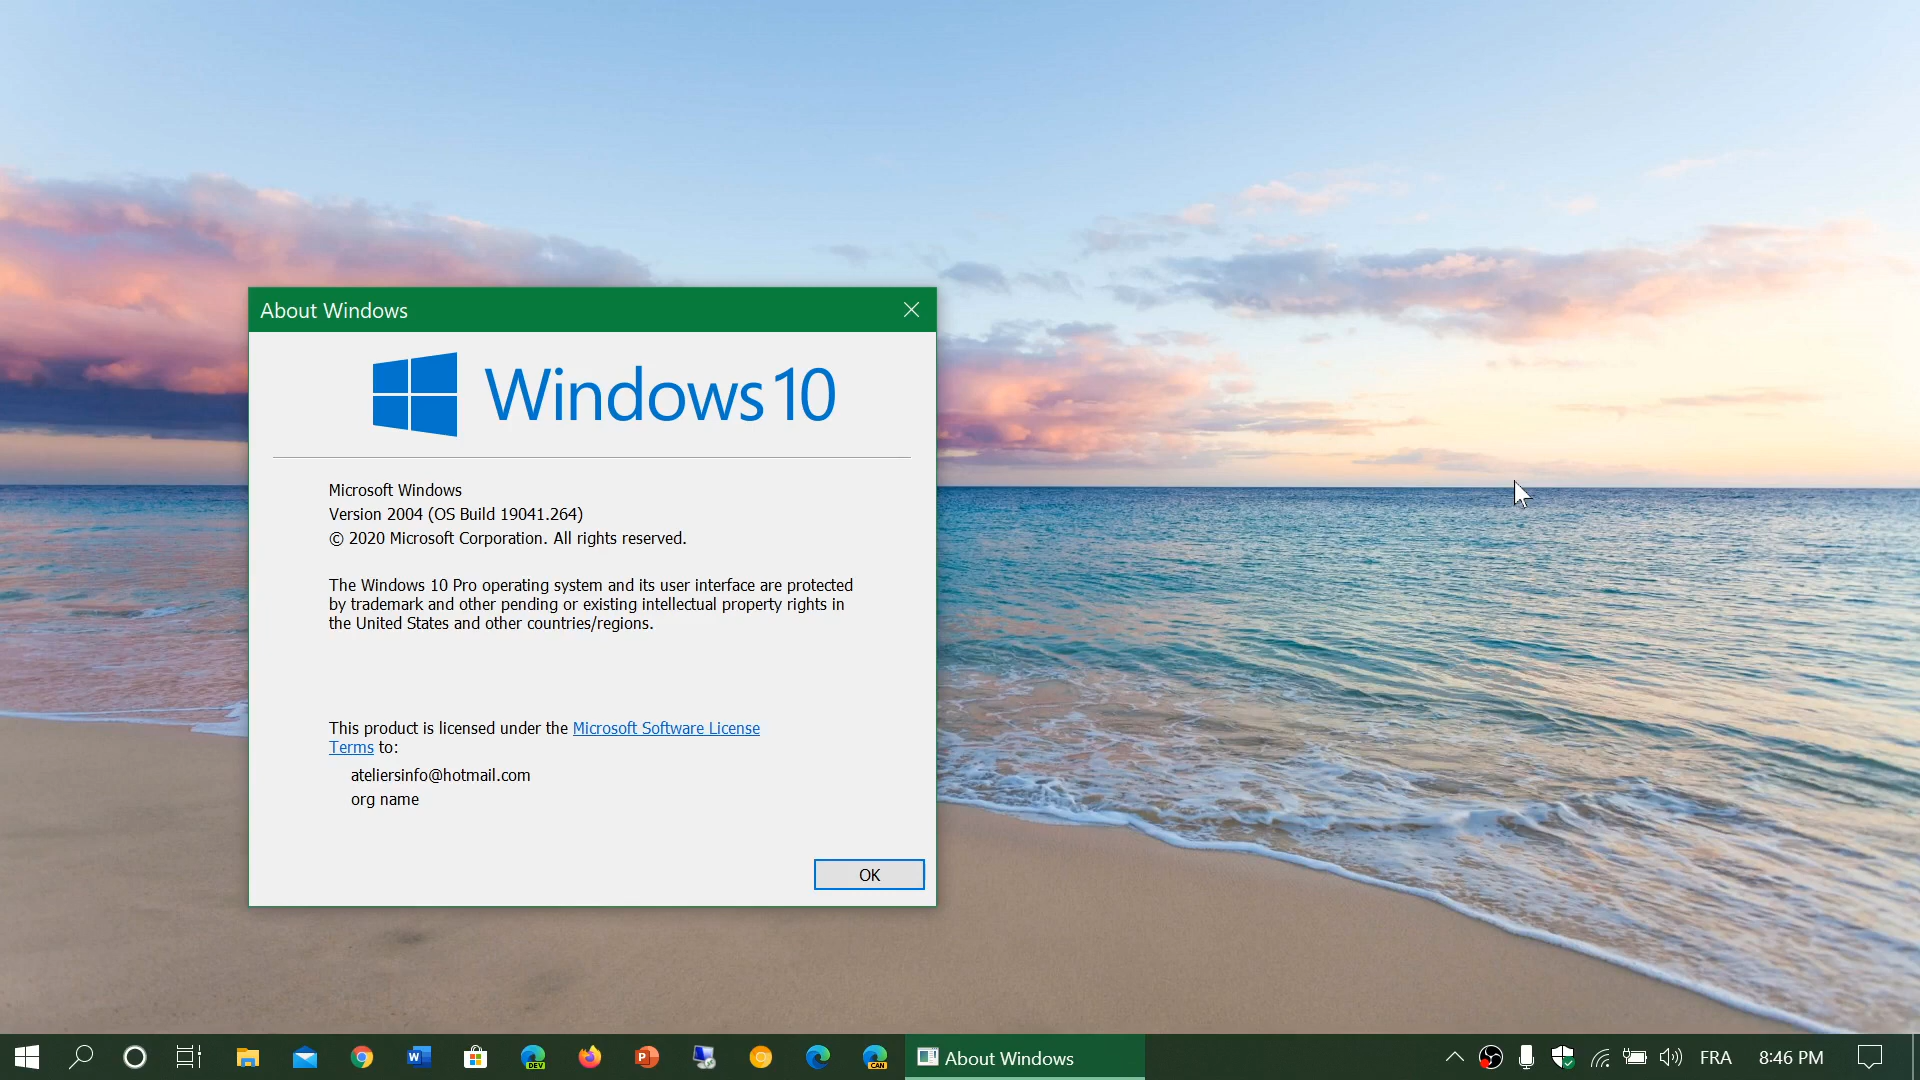 About Windows
Windows 10
Microsoft Windows
Version 2004 (OS Build 19041.264)
© 2020 Microsoft Corporation. All rights reserved.
The Windows 10 Pro operating system and its user interface are protected
by trademark and other pending or existing intellectual property rights in
the United States and other countries/regions.
This product is licensed under the Microsoft Software License
Terms to:
ateliersinfo@hotmail.com
org name
OK
W
DEV
P
CAN
About Windows
FRA
8:46 PM